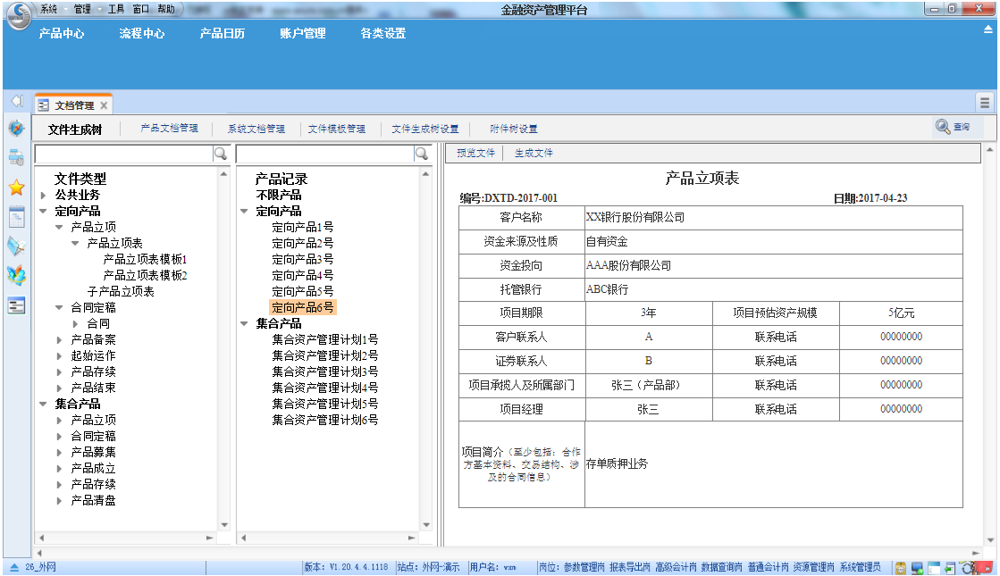 系统 管理 工具 窗口 帮助
金融资产管理平台
产品中心 流程中心 产品日历 账户管理 各类设置
文档管理
文件生成树 产品文档管理 系统文档管理 文件模板管理 文件生成树设置 附件树设置 查询
文件类型
公共业务
定向产品
产品立项
产品立项表
产品立项表模板1
产品立项表模板2
子产品立项表
合同定稿
合同
产品备案
起始运作
产品存续
产品结束
集合产品
产品立项
合同定稿
产品募集
产品成立
产品存续
产品清盘
产品记录
不限产品
定向产品
定向产品1号
定向产品2号
定向产品3号
定向产品4号
定向产品5号
定向产品6号
集合产品
集合资产管理计划1号
集合资产管理计划2号
集合资产管理计划3号
集合资产管理计划4号
集合资产管理计划5号
集合资产管理计划6号
预览文件 生成文件
产品立项表
编号:DXTD-2017-001 日期:2017-04-23
客户名称 XX银行股份有限公司
资金来源及性质 自有资金
资金投向 AAA股份有限公司
托管银行 ABC银行
项目期限 3年 项目预估资产规模 5亿元
客户联系人 A 联系电话 00000000
证券联系人 B 联系电话 00000000
项目承揽人及所属部门 张三（产品部） 联系电话 00000000
项目经理 张三 联系电话 00000000
项目简介（至少包括：合作
方基本资料、交易结构、涉
及的合同信息）
存单质押业务
26_外网 版本: V1.20.4.4.1118 站点: 外网-演示 用户名: vxm 岗位: 参数管理岗 报表导出岗 高级会计岗 数据查询岗 普通会计岗 资源管理岗 系统管理员